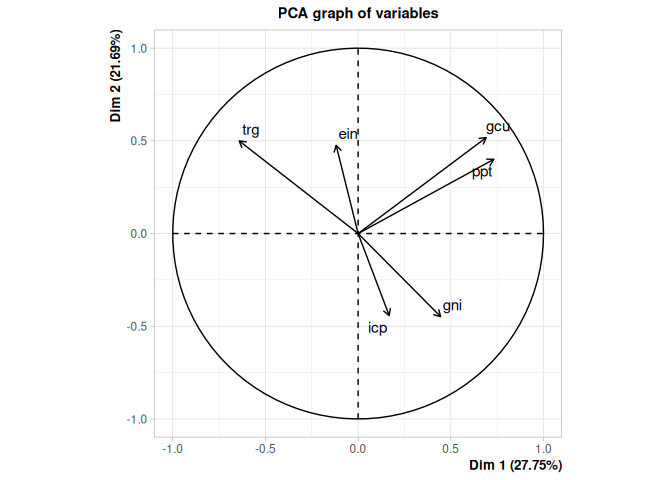 PCA graph of variables
Dim 2 (21.69%)
1.0
0.5
0.0
-0.5
-1.0
trg
ein
gcu
ppt
icp
gni
-1.0
-0.5
0.0
0.5
1.0
Dim 1 (27.75%)